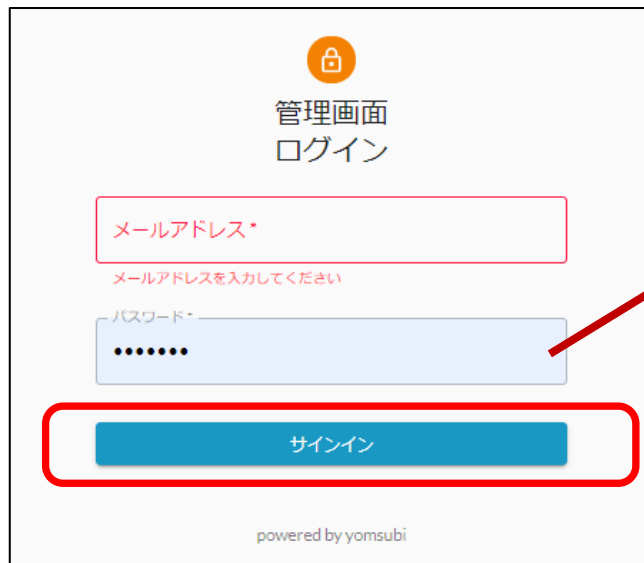 管理画面
ログイン
メールアドレス *
メールアドレスを入力してください
パスワード *
•••••••
サインイン
powered by yomsubi